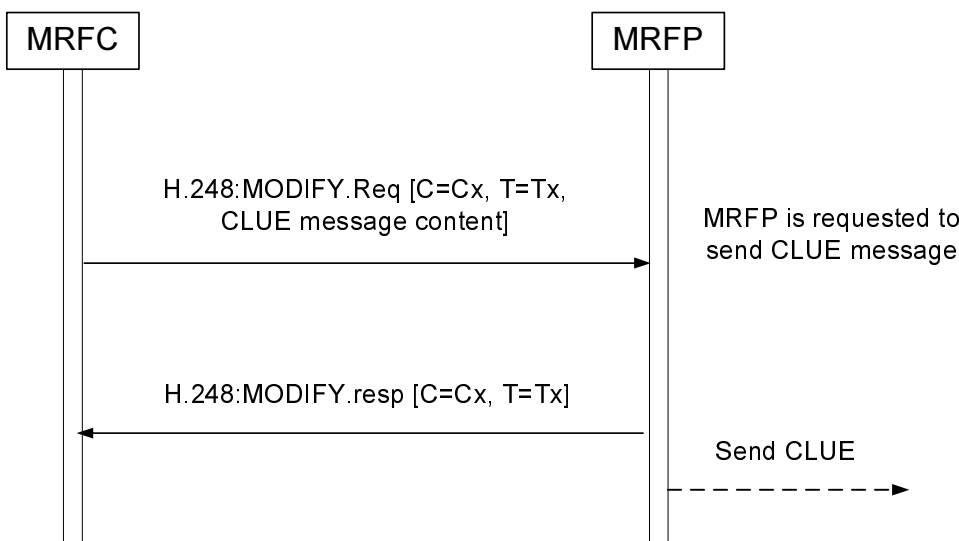 MRFC
MRFP
H.248:MODIFY.Req [C=Cx, T=Tx,
CLUE message content]
MRFP is requested to
send CLUE message
H.248:MODIFY.resp [C=Cx, T=Tx]
Send CLUE